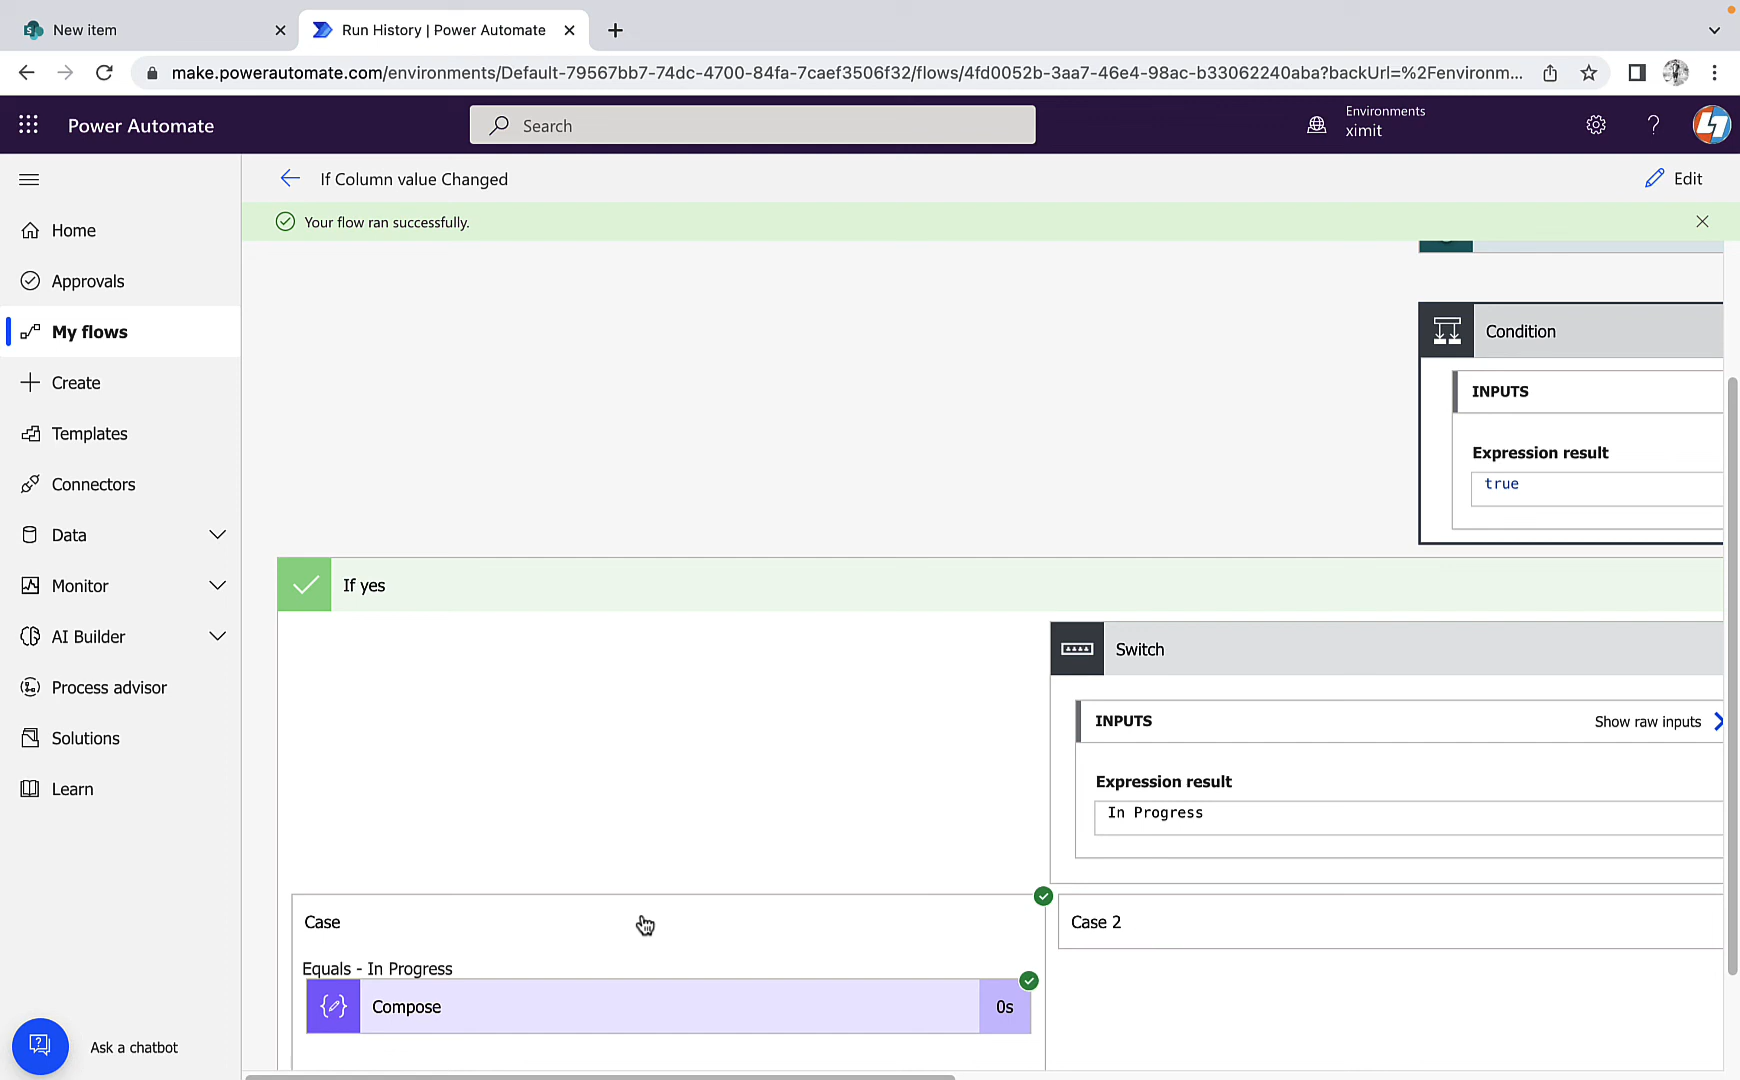 New item
Run History | Power Automate
make.powerautomate.com/environments/Default-79567bb7-74dc-4700-84fa-7caef3506f32/flows/4fd0052b-3aa7-46e4-98ac-b33062240aba?backUrl=%2Fenvironm...
Power Automate
Search
Environments
ximit
If Column value Changed
Edit
Your flow ran successfully.
Home
Approvals
My flows
Create
Templates
Connectors
Data
Monitor
AI Builder
Process advisor
Solutions
Learn
Ask a chatbot
Condition
INPUTS
Expression result
true
If yes
Switch
INPUTS
Show raw inputs
Expression result
In Progress
Case
Case 2
Equals - In Progress
Compose
0s